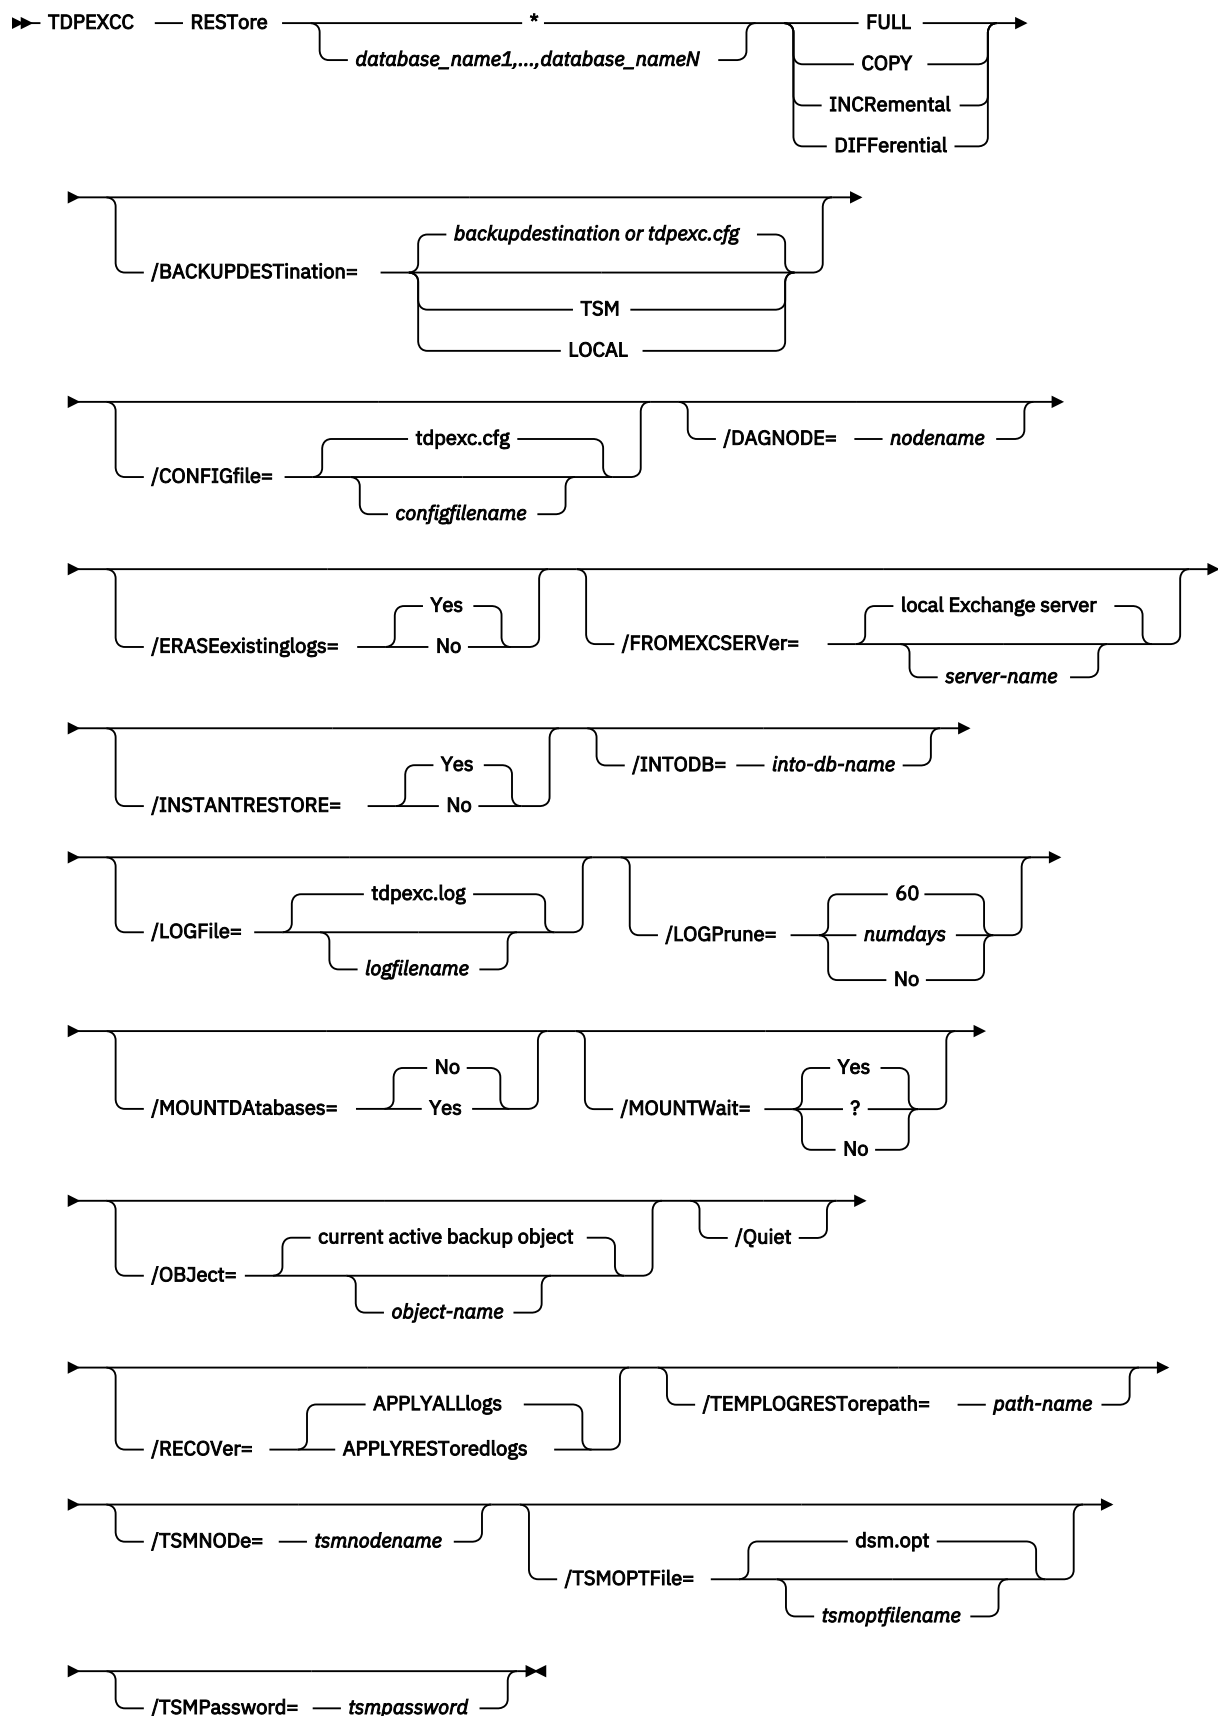 TDPEXCC RESTore * FULL
database_name1,...,database_nameN COPY
INCRemental
DIFFerential
backupdestination or tdpexc.cfg
/BACKUPDESTination=
TSM
LOCAL
tdpexc.cfg /DAGNODE= nodename
/CONFIGfile=
configfilename
Yes local Exchange server
/ERASEexistinglogs= No /FROMEXCSERVer=
server-name
Yes /INTODB= into-db-name
/INSTANTRESTORE= No
tdpexc.log 60
/LOGFile= /LOGPrune= numdays
logfilename No
No Yes
/MOUNTDAtabases= Yes /MOUNTWait= ?
No
current active backup object /Quiet
/OBJect=
object-name
APPLYALLlogs /TEMPLOGRESTorepath= path-name
/RECOVer= APPLYRESToredlogs
/TSMNODe= tsmnodename dsm.opt
/TSMOPTFile=
tsmoptfilename
/TSMPassword= tsmpassword